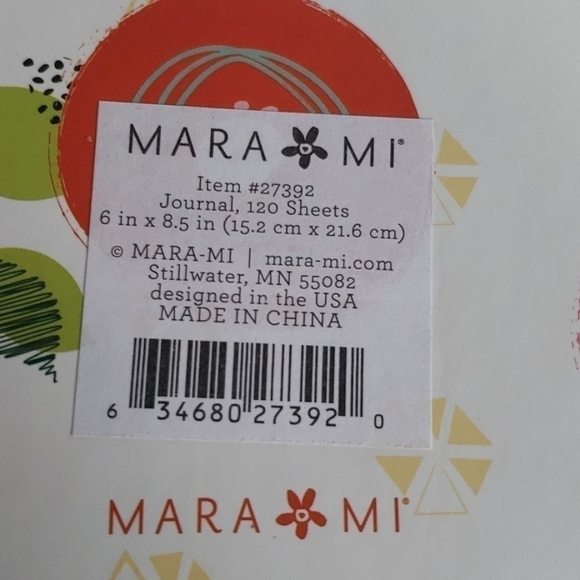 MARA MI®
Item #27392
Journal, 120 Sheets
6 in x 8.5 in (15.2 cm x 21.6 cm)
© MARA-MI | mara-mi.com
Stillwater, MN 55082
designed in the USA
MADE IN CHINA
6 34680 27392 0
MARA MI®